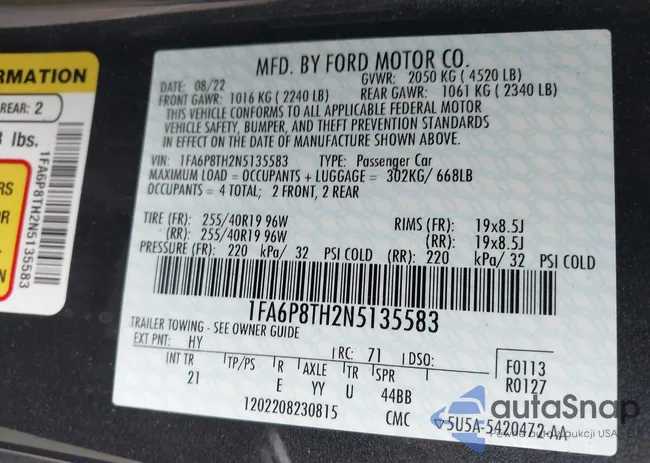 MFD. BY FORD MOTOR CO.
DATE: 08/22
GVWR: 2050 KG (4520 LB)
FRONT GAWR: 1016 KG (2240 LB)
REAR GAWR: 1061 KG (2340 LB)
THIS VEHICLE CONFORMS TO ALL APPLICABLE FEDERAL MOTOR
VEHICLE SAFETY, BUMPER, AND THEFT PREVENTION STANDARDS
IN EFFECT ON THE DATE OF MANUFACTURE SHOWN ABOVE.
VIN: 1FA6P8TH2N5135583 TYPE: Passenger Car
MAXIMUM LOAD = OCCUPANTS + LUGGAGE = 302KG/ 668LB
OCCUPANTS = 4 TOTAL; 2 FRONT, 2 REAR
TIRE (FR): 255/40R19 96W RIMS (FR): 19x8.5J
(RR): 255/40R19 96W (RR): 19x8.5J
PRESSURE (FR): 220 kPa/ 32 PSI COLD (RR): 220 kPa/ 32 PSI COLD
1FA6P8TH2N5135583
TRAILER TOWING - SEE OWNER GUIDE
EXT PNT: HY RC: 71 DSO:
INT TR TP/PS R AXLE TR SPR
21 E YY U 44BB
F0113
R0127
1202208230815 CMC 5U5A-5420472-AA
RMATION
REAR: 2
lbs.
1FA6P8TH2N5135583
autoSnap